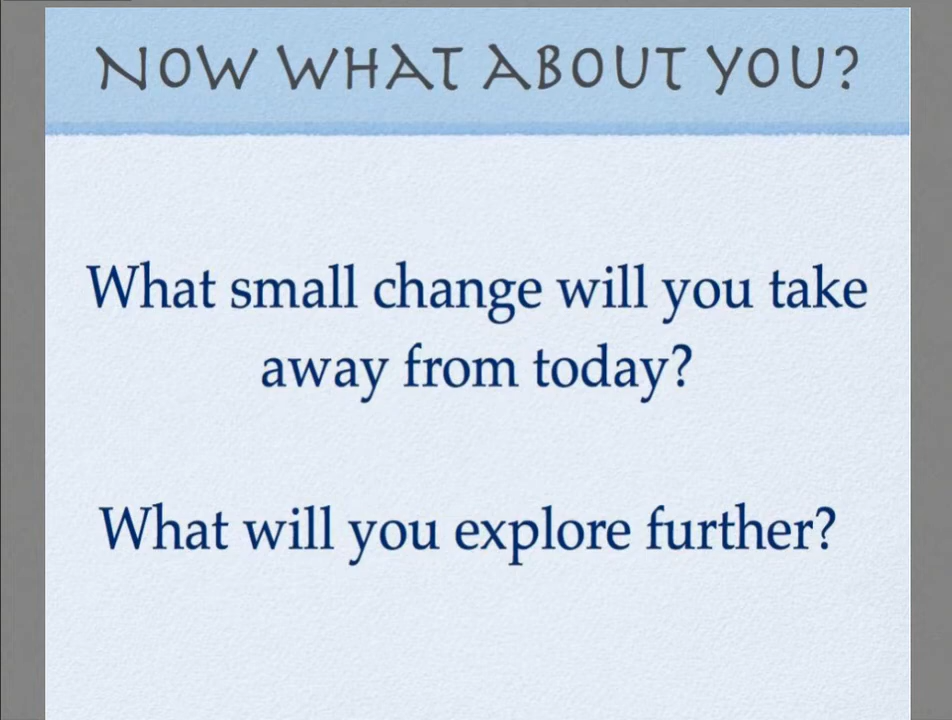 NOW WHAT ABOUT YOU?
What small change will you take
away from today?
What will you explore further?